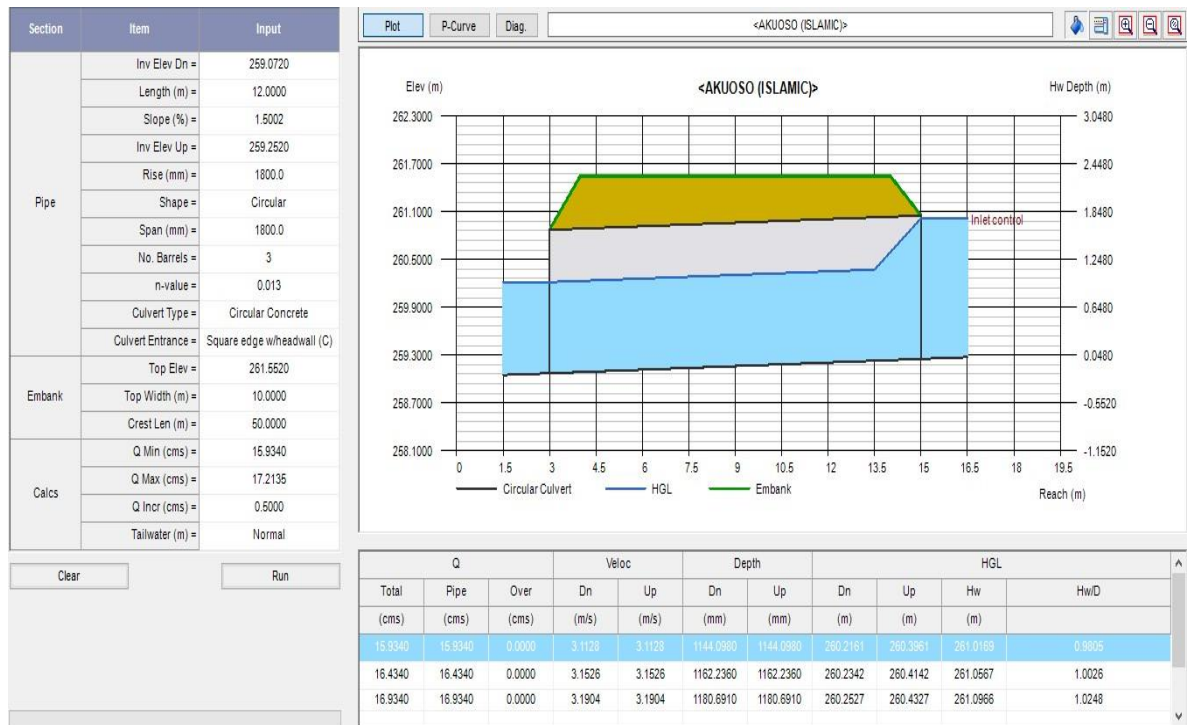 Section Item Input
Inv Elev Dn = 259.0720
Length (m) = 12.0000
Slope (%) = 1.5002
Inv Elev Up = 259.2520
Rise (mm) = 1800.0
Pipe Shape = Circular
Span (mm) = 1800.0
No. Barrels = 3
n-value = 0.013
Culvert Type = Circular Concrete
Culvert Entrance = Square edge w/headwall (C)
Top Elev = 261.5520
Embank Top Width (m) = 10.0000
Crest Len (m) = 50.0000
Q Min (cms) = 15.9340
Q Max (cms) = 17.2135
Calcs
Q Incr (cms) = 0.5000
Tailwater (m) = Normal
Clear Run
Plot P-Curve Diag. <AKUOSO (ISLAMIC)>
Elev (m) <AKUOSO (ISLAMIC)> Hw Depth (m)
262.3000 3.0480
261.7000 2.4480
261.1000 1.8480
Inlet control
260.5000 1.2480
259.9000 0.6480
259.3000 0.0480
258.7000 -0.5520
258.1000 -1.1520
0 1.5 3 4.5 6 7.5 9 10.5 12 13.5 15 16.5 18 19.5
Circular Culvert HGL Embank Reach (m)
Q Veloc Depth HGL
Total Pipe Over Dn Up Dn Up Dn Up Hw Hw/D
(cms) (cms) (cms) (m/s) (m/s) (mm) (mm) (m) (m) (m)
15.9340 15.9340 0.0000 3.1128 3.1128 1144.0980 1144.0980 260.2161 260.3961 261.0169 0.9805
16.4340 16.4340 0.0000 3.1526 3.1526 1162.2360 1162.2360 260.2342 260.4142 261.0567 1.0026
16.9340 16.9340 0.0000 3.1904 3.1904 1180.6910 1180.6910 260.2527 260.4327 261.0966 1.0248